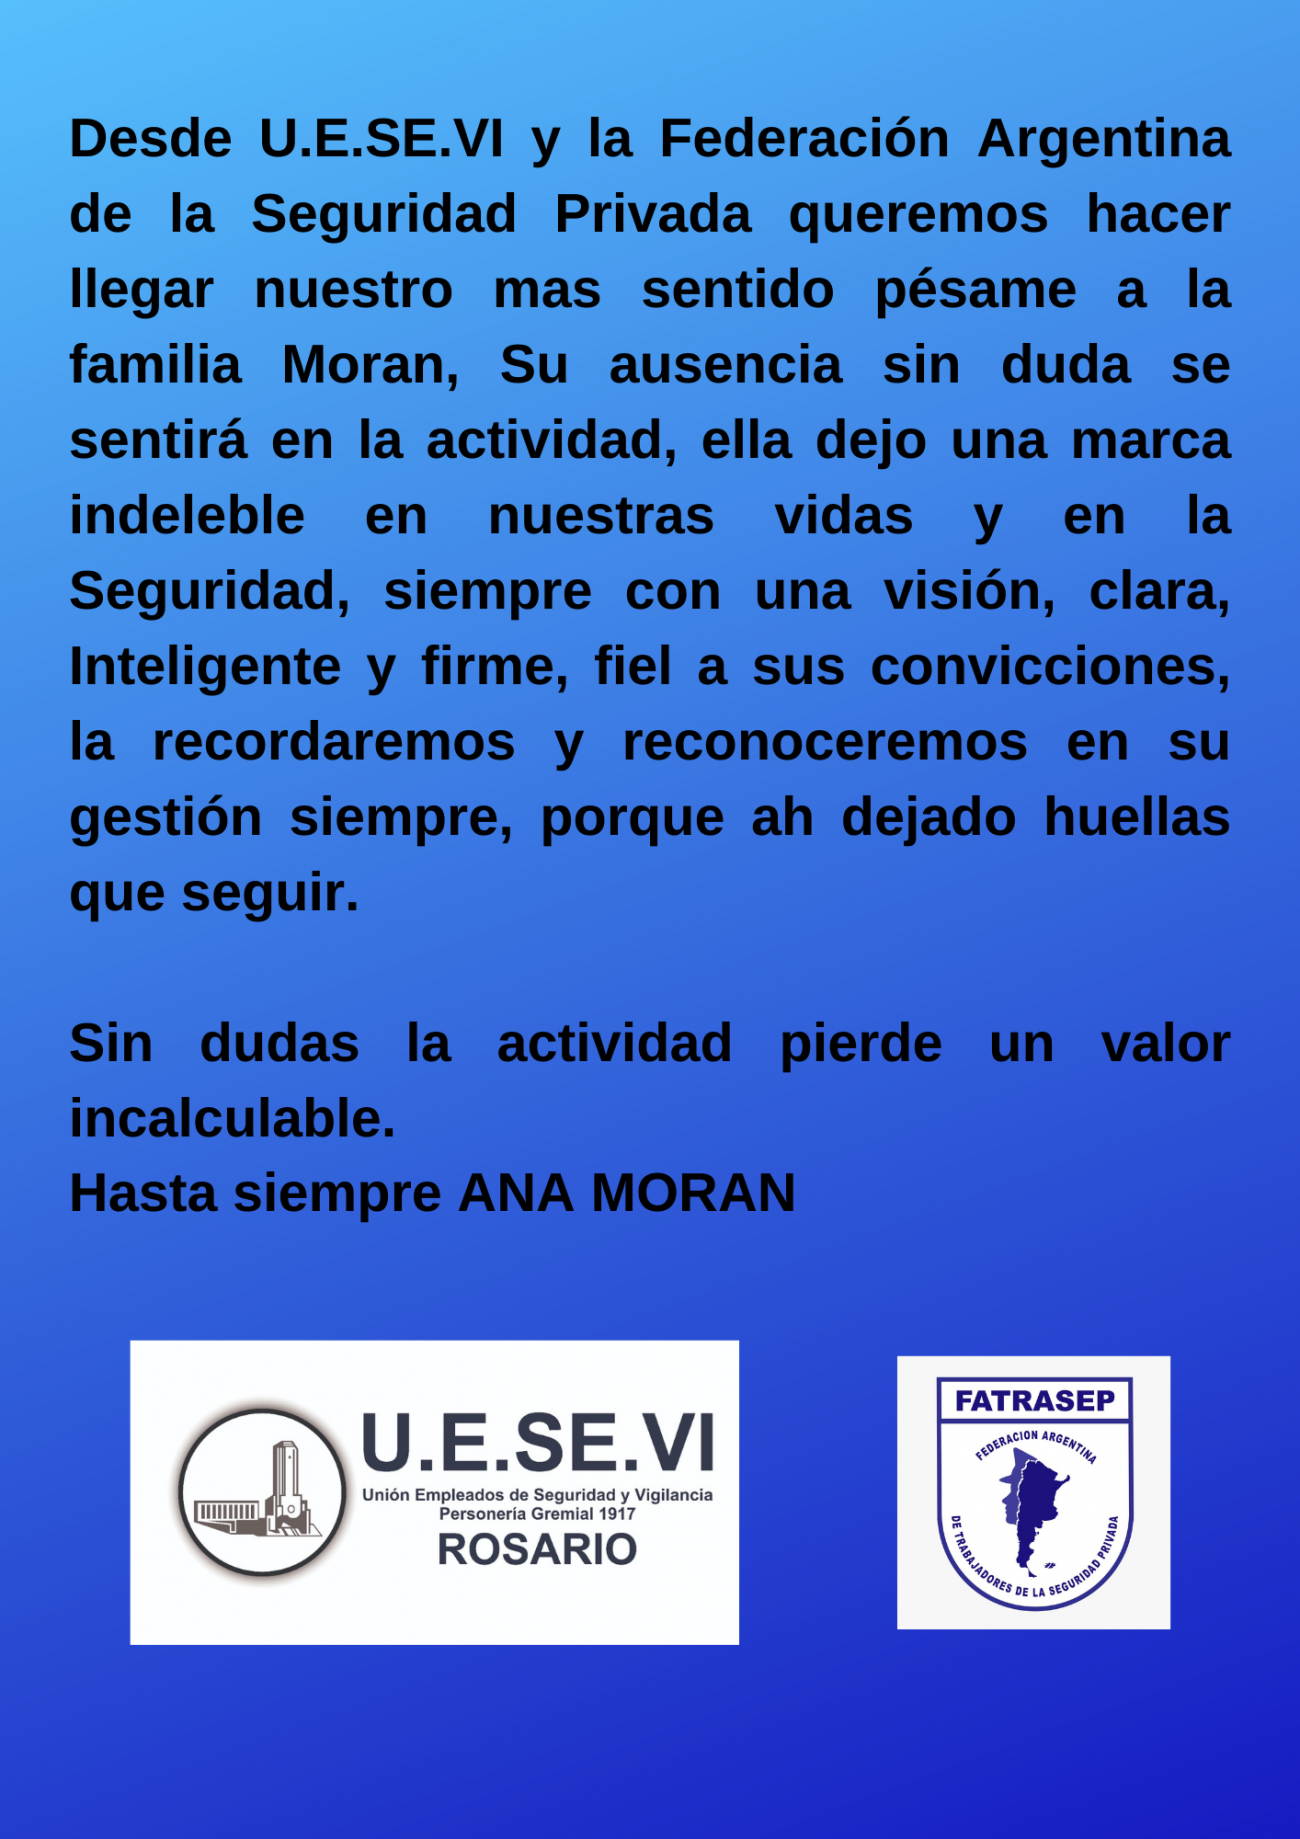 Desde U.E.SE.VI y la Federación Argentina
de la Seguridad Privada queremos hacer
llegar nuestro mas sentido pésame a la
familia Moran, Su ausencia sin duda se
sentirá en la actividad, ella dejo una marca
indeleble en nuestras vidas y en la
Seguridad, siempre con una visión, clara,
Inteligente y firme, fiel a sus convicciones,
la recordaremos y reconoceremos en su
gestión siempre, porque ah dejado huellas
que seguir.
Sin dudas la actividad pierde un valor
incalculable.
Hasta siempre ANA MORAN
U.E.SE.VI
Unión Empleados de Seguridad y Vigilancia
Personería Gremial 1917
ROSARIO
FATRASEP
FEDERACION ARGENTINA
DE TRABAJADORES DE LA SEGURIDAD PRIVADA